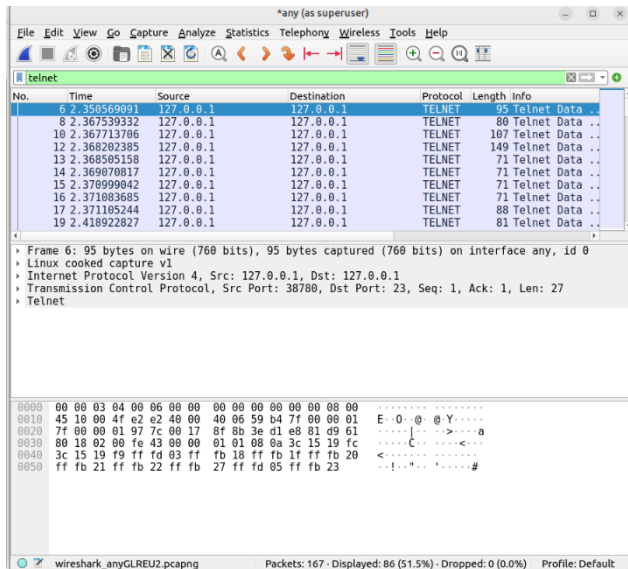 *any (as superuser)
File Edit View Go Capture Analyze Statistics Telephony Wireless Tools Help
telnet
No. Time Source Destination Protocol Length Info
6 2.350569091 127.0.0.1 127.0.0.1 TELNET 95 Telnet Data ..
8 2.367539332 127.0.0.1 127.0.0.1 TELNET 80 Telnet Data ..
10 2.367713706 127.0.0.1 127.0.0.1 TELNET 107 Telnet Data ..
12 2.368202385 127.0.0.1 127.0.0.1 TELNET 149 Telnet Data ..
13 2.368505158 127.0.0.1 127.0.0.1 TELNET 71 Telnet Data ..
14 2.369070817 127.0.0.1 127.0.0.1 TELNET 71 Telnet Data ..
15 2.370999042 127.0.0.1 127.0.0.1 TELNET 71 Telnet Data ..
16 2.371083685 127.0.0.1 127.0.0.1 TELNET 71 Telnet Data ..
17 2.371105244 127.0.0.1 127.0.0.1 TELNET 88 Telnet Data ..
19 2.418922827 127.0.0.1 127.0.0.1 TELNET 81 Telnet Data ..
Frame 6: 95 bytes on wire (760 bits), 95 bytes captured (760 bits) on interface any, id 0
Linux cooked capture v1
Internet Protocol Version 4, Src: 127.0.0.1, Dst: 127.0.0.1
Transmission Control Protocol, Src Port: 38780, Dst Port: 23, Seq: 1, Ack: 1, Len: 27
Telnet
0000 00 00 03 04 00 06 00 00 00 00 00 00 00 00 08 00 ········ ········
0010 45 10 00 4f e2 e2 40 00 40 06 59 b4 7f 00 00 01 E··O··@· @·Y·····
0020 7f 00 00 01 97 7c 00 17 8f 8b 3e d1 e8 81 d9 61 ·····|·· ··>····a
0030 80 18 02 00 fe 43 00 00 01 01 08 0a 3c 15 19 fc ·····C·· ····<···
0040 3c 15 19 f9 ff fd 03 ff fb 18 ff fb 1f ff fb 20 <······· ·······
0050 ff fb 21 ff fb 22 ff fb 27 ff fd 05 ff fb 23 ··!··"·· '·····#
wireshark_anyGLREU2.pcapng Packets: 167 · Displayed: 86 (51.5%) · Dropped: 0 (0.0%) Profile: Default